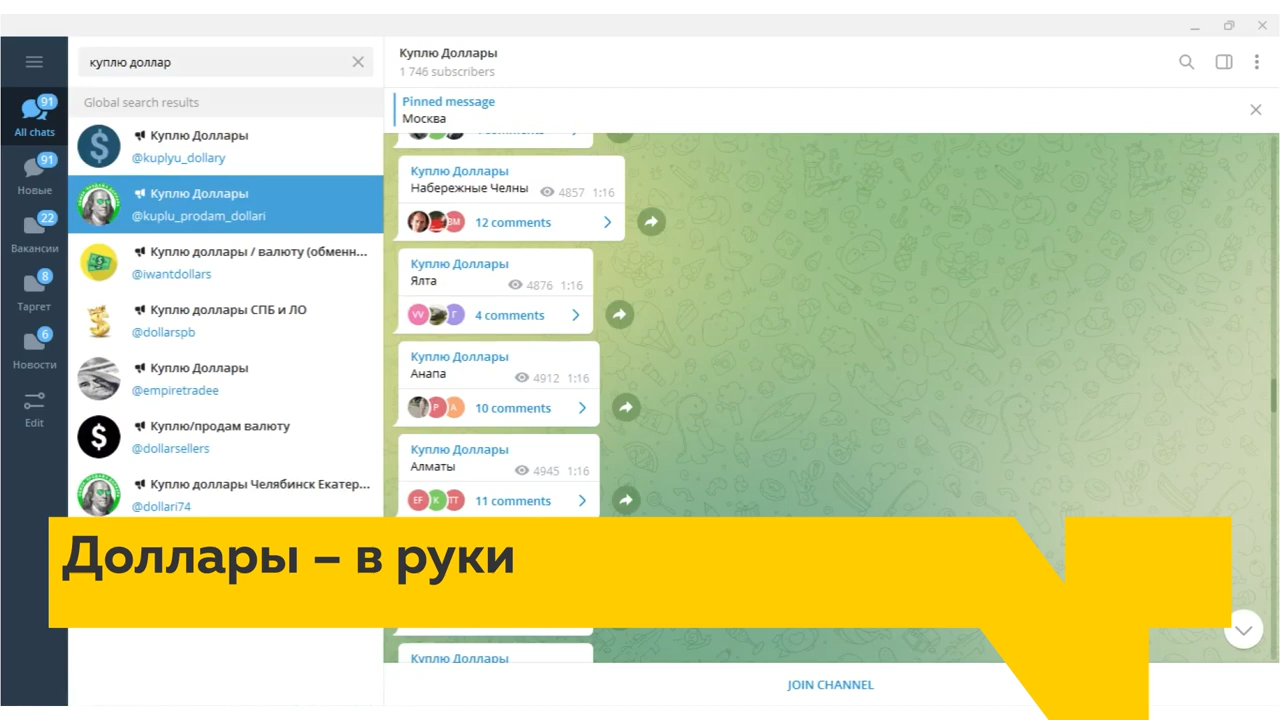 куплю доллар
Global search results
91
All chats
91
Новые
22
Вакансии
8
Таргет
6
Новости
Edit
Куплю Доллары
@kuplyu_dollary
Куплю Доллары
@kuplu_prodam_dollari
Куплю доллары / валюту (обменн...
@iwantdollars
Куплю доллары СПБ и ЛО
@dollarspb
Куплю Доллары
@empiretradee
Куплю/продам валюту
@dollarsellers
Куплю доллары Челябинск Екатер...
@dollari74
Куплю Доллары
1 746 subscribers
Pinned message
Москва
Куплю Доллары
Набережные Челны 4857 1:16
ВМ 12 comments
Куплю Доллары
Ялта 4876 1:16
VV Г 4 comments
Куплю Доллары
Анапа 4912 1:16
Р А 10 comments
Куплю Доллары
Алматы 4945 1:16
EF К ТТ 11 comments
Доллары – в руки
Куплю Доллары
JOIN CHANNEL